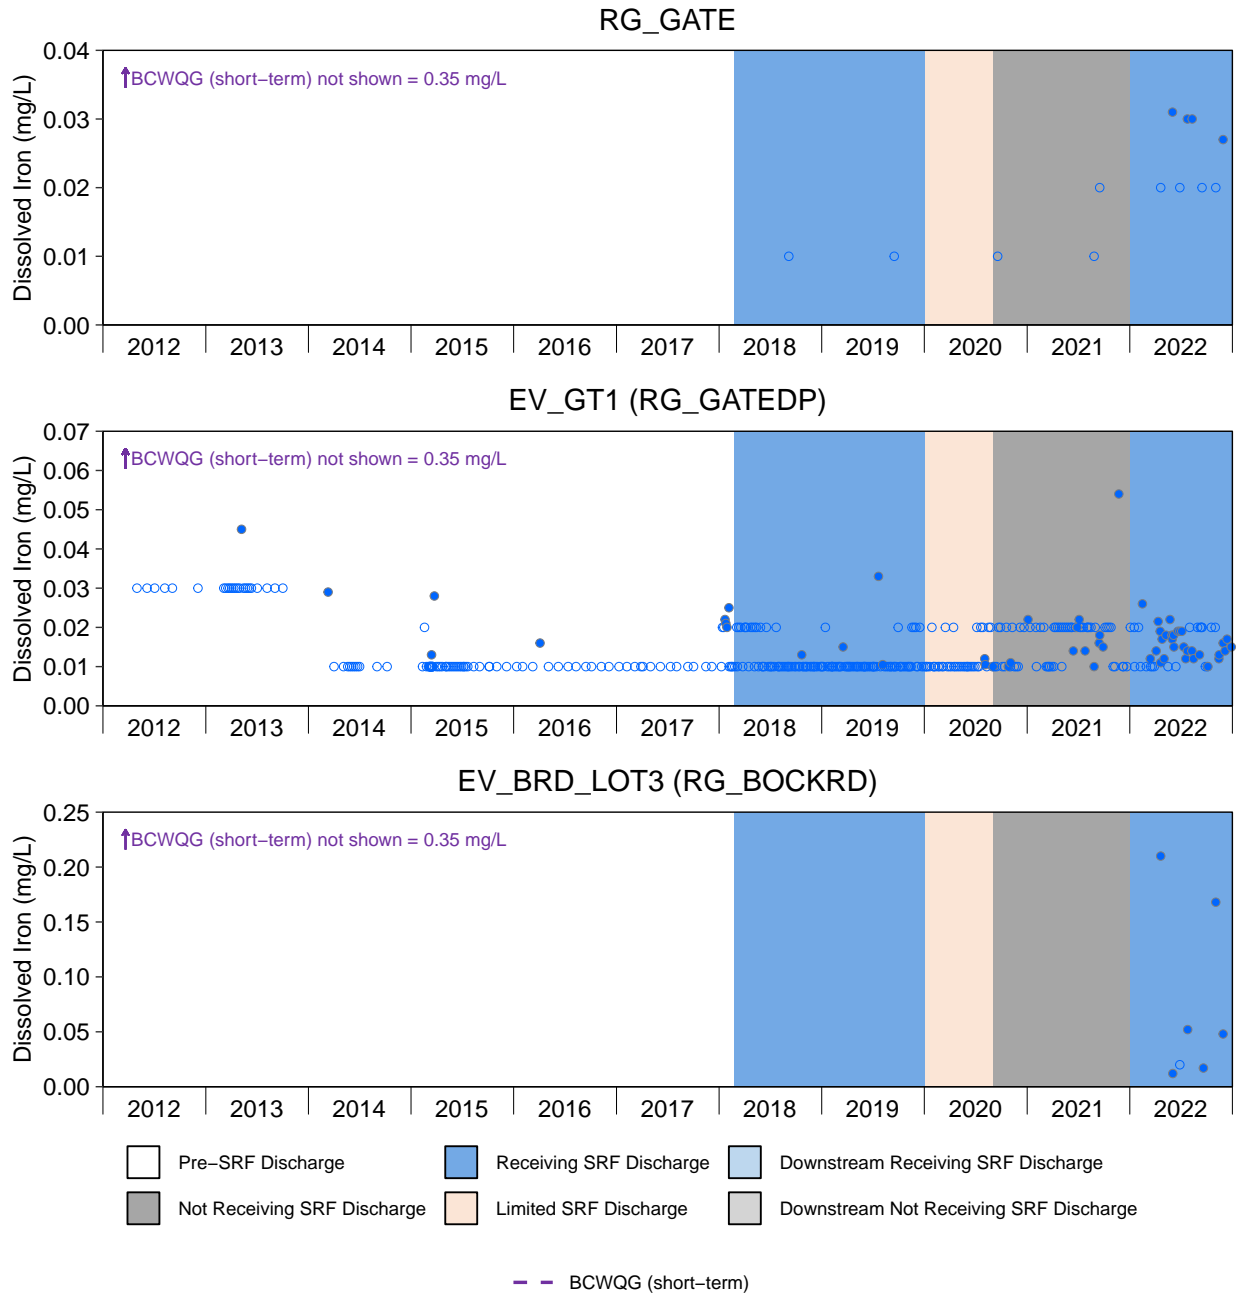 RG_GATE
Dissolved Iron (mg/L)
0.04
0.03
0.02
0.01
0.00
↑BCWQG (short−term) not shown = 0.35 mg/L
2012 2013 2014 2015 2016 2017 2018 2019 2020 2021 2022
EV_GT1 (RG_GATEDP)
Dissolved Iron (mg/L)
0.07
0.06
0.05
0.04
0.03
0.02
0.01
0.00
↑BCWQG (short−term) not shown = 0.35 mg/L
2012 2013 2014 2015 2016 2017 2018 2019 2020 2021 2022
EV_BRD_LOT3 (RG_BOCKRD)
Dissolved Iron (mg/L)
0.25
0.20
0.15
0.10
0.05
0.00
↑BCWQG (short−term) not shown = 0.35 mg/L
2012 2013 2014 2015 2016 2017 2018 2019 2020 2021 2022
Pre−SRF Discharge Receiving SRF Discharge Downstream Receiving SRF Discharge
Not Receiving SRF Discharge Limited SRF Discharge Downstream Not Receiving SRF Discharge
BCWQG (short−term)